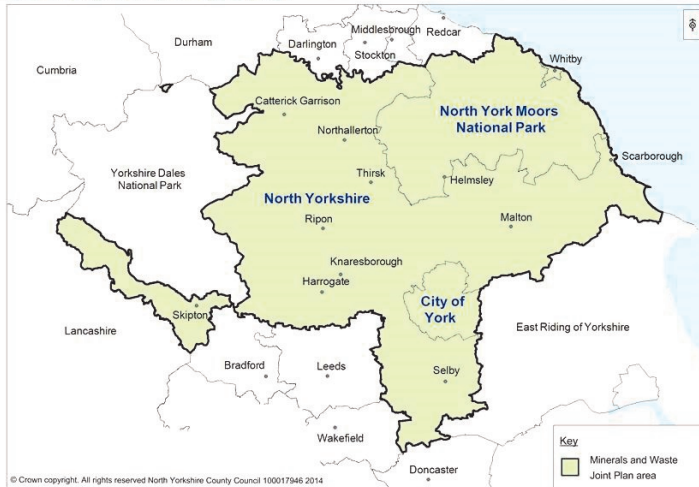 Redcar
Middlesbrough
Durham
Darlington
Stockton
Cumbria
Whitby
Catterick Garrison
North York Moors
National Park
Northallerton
Scarborough
Yorkshire Dales
National Park
Thirsk
Helmsley
North Yorkshire
Ripon
Malton
Knaresborough
Harrogate
City of
York
Skipton
Lancashire
East Riding of Yorkshire
Bradford
Leeds
Selby
Wakefield
Key
Minerals and Waste
Joint Plan area
Doncaster
© Crown copyright. All rights reserved North Yorkshire County Council 100017946 2014